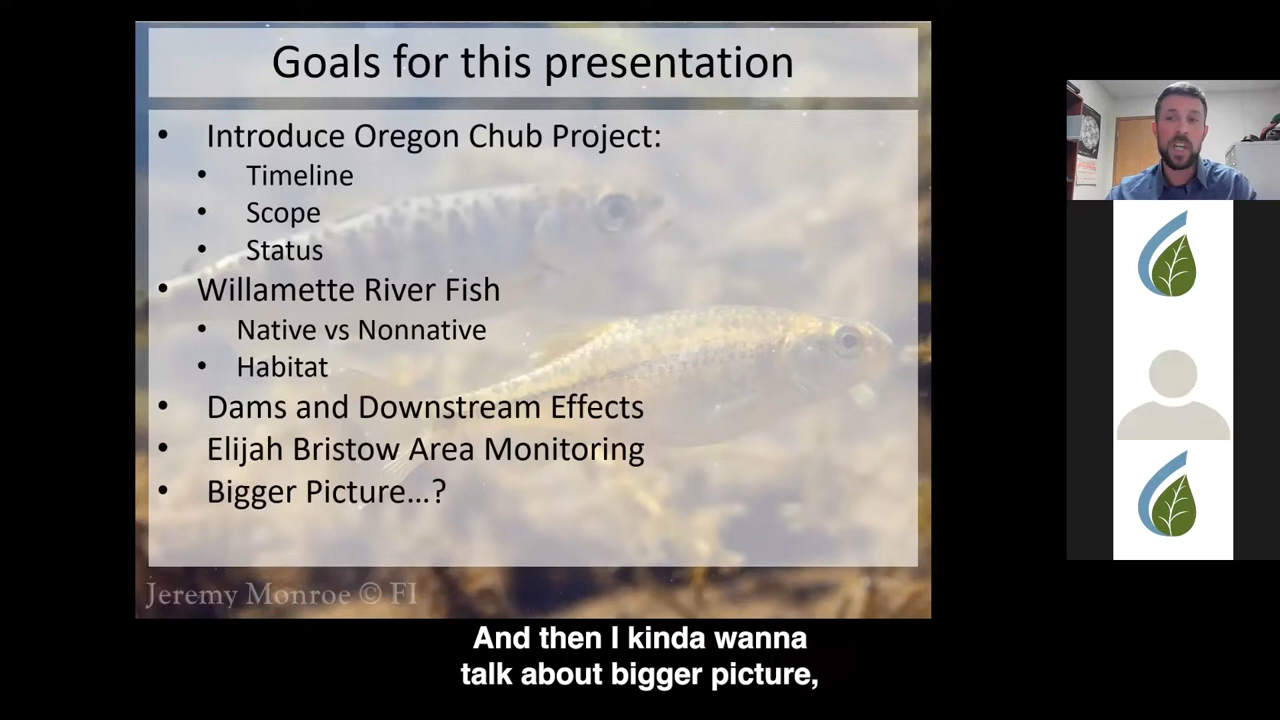 Goals for this presentation
• Introduce Oregon Chub Project:
• Timeline
• Scope
• Status
• Willamette River Fish
• Native vs Nonnative
• Habitat
• Dams and Downstream Effects
• Elijah Bristow Area Monitoring
• Bigger Picture...?
Jeremy Monroe © FI
And then I kinda wanna
talk about bigger picture,